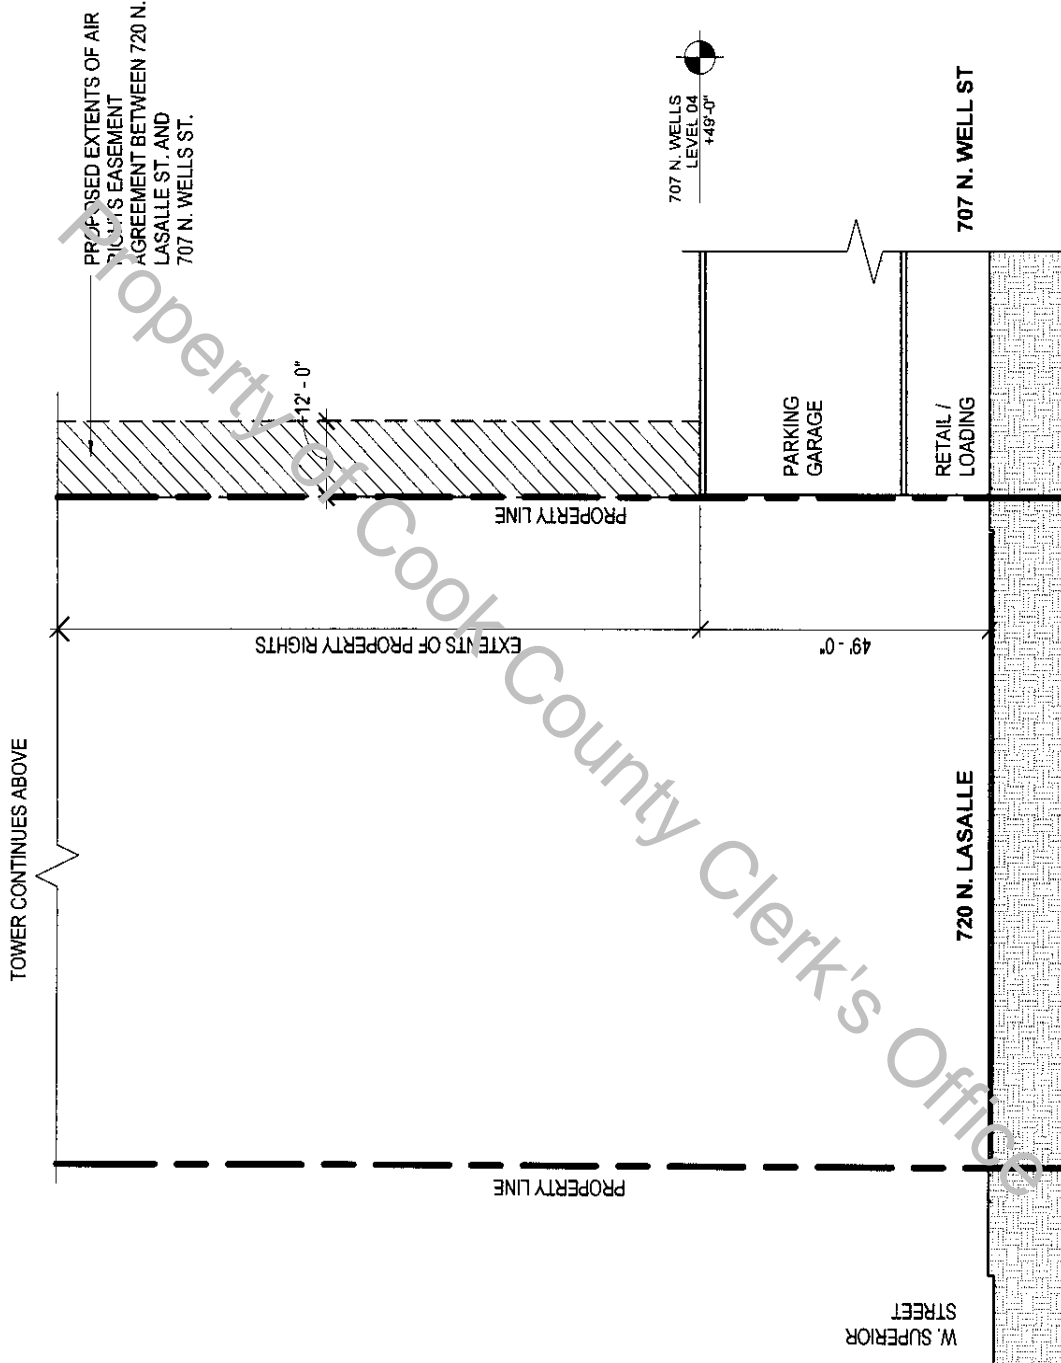 PROPOSED EXTENTS OF AIR
RIGHTS EASEMENT
AGREEMENT BETWEEN 720 N.
LASALLE ST. AND
707 N. WELLS ST.
707 N. WELLS
LEVEL 04
+49'-0"
707 N. WELL ST
12' - 0"
PARKING
GARAGE
RETAIL /
LOADING
PROPERTY LINE
EXTENTS OF PROPERTY RIGHTS
49' - 0"
TOWER CONTINUES ABOVE
720 N. LASALLE
PROPERTY LINE
W. SUPERIOR
STREET
Property of Cook County Clerk's Office